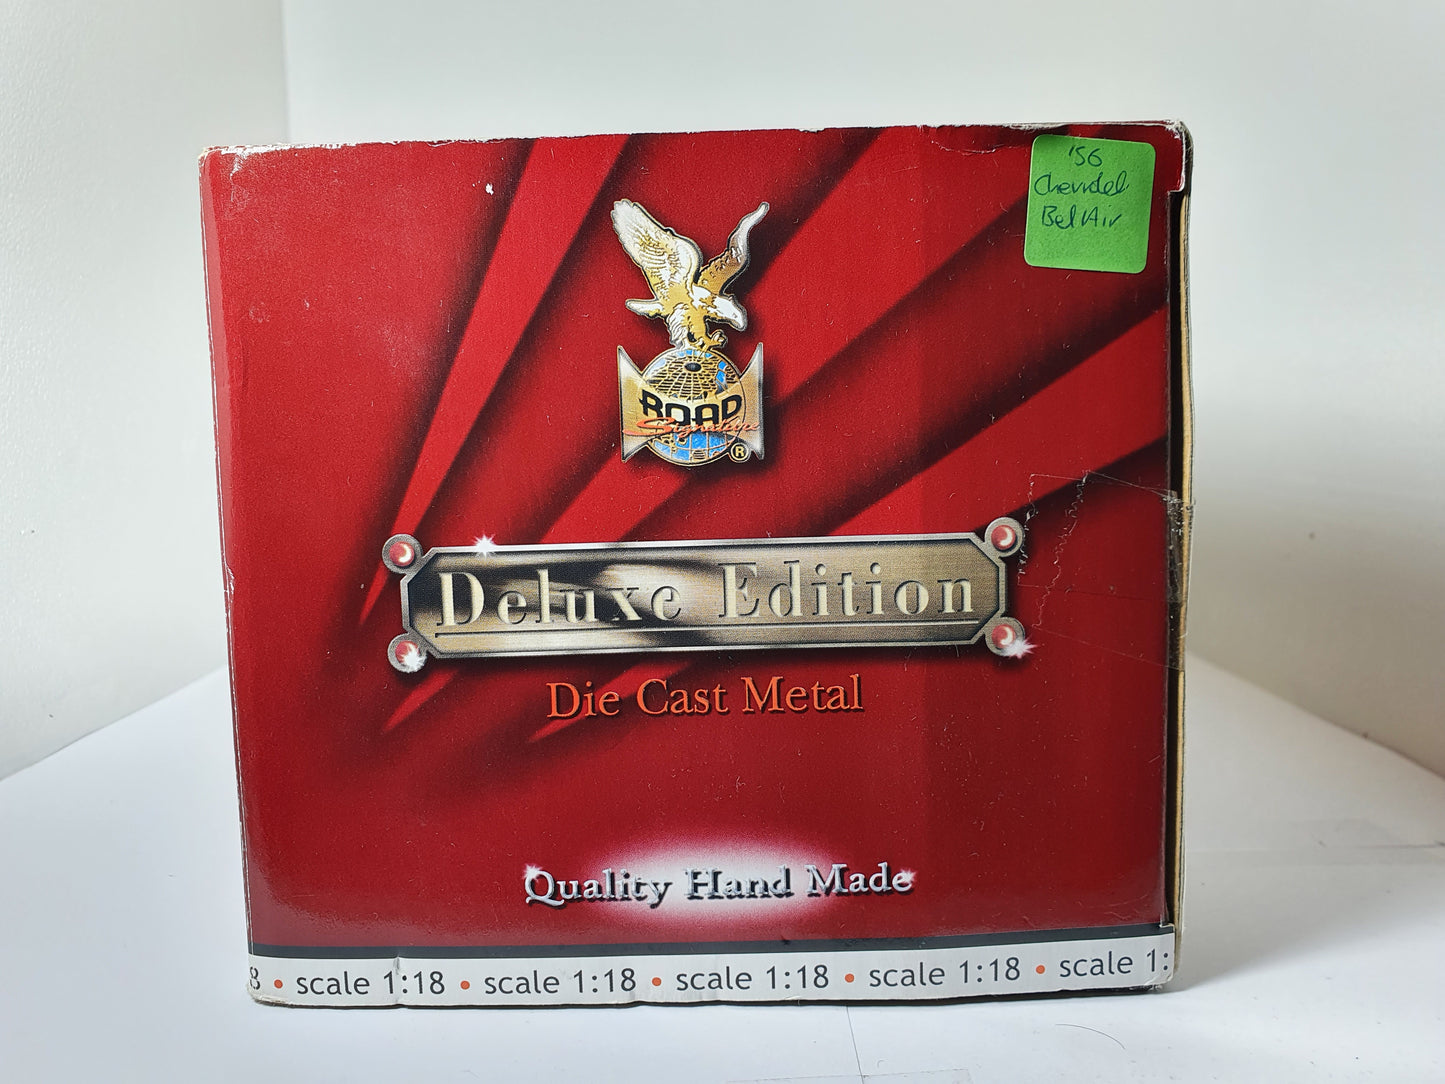 '56
Chevrolet
Bel Air
ROAD
Signature
®
Deluxe Edition
Die Cast Metal
Quality Hand Made
8 • scale 1:18 • scale 1:18 • scale 1:18 • scale 1:18 • scale 1: